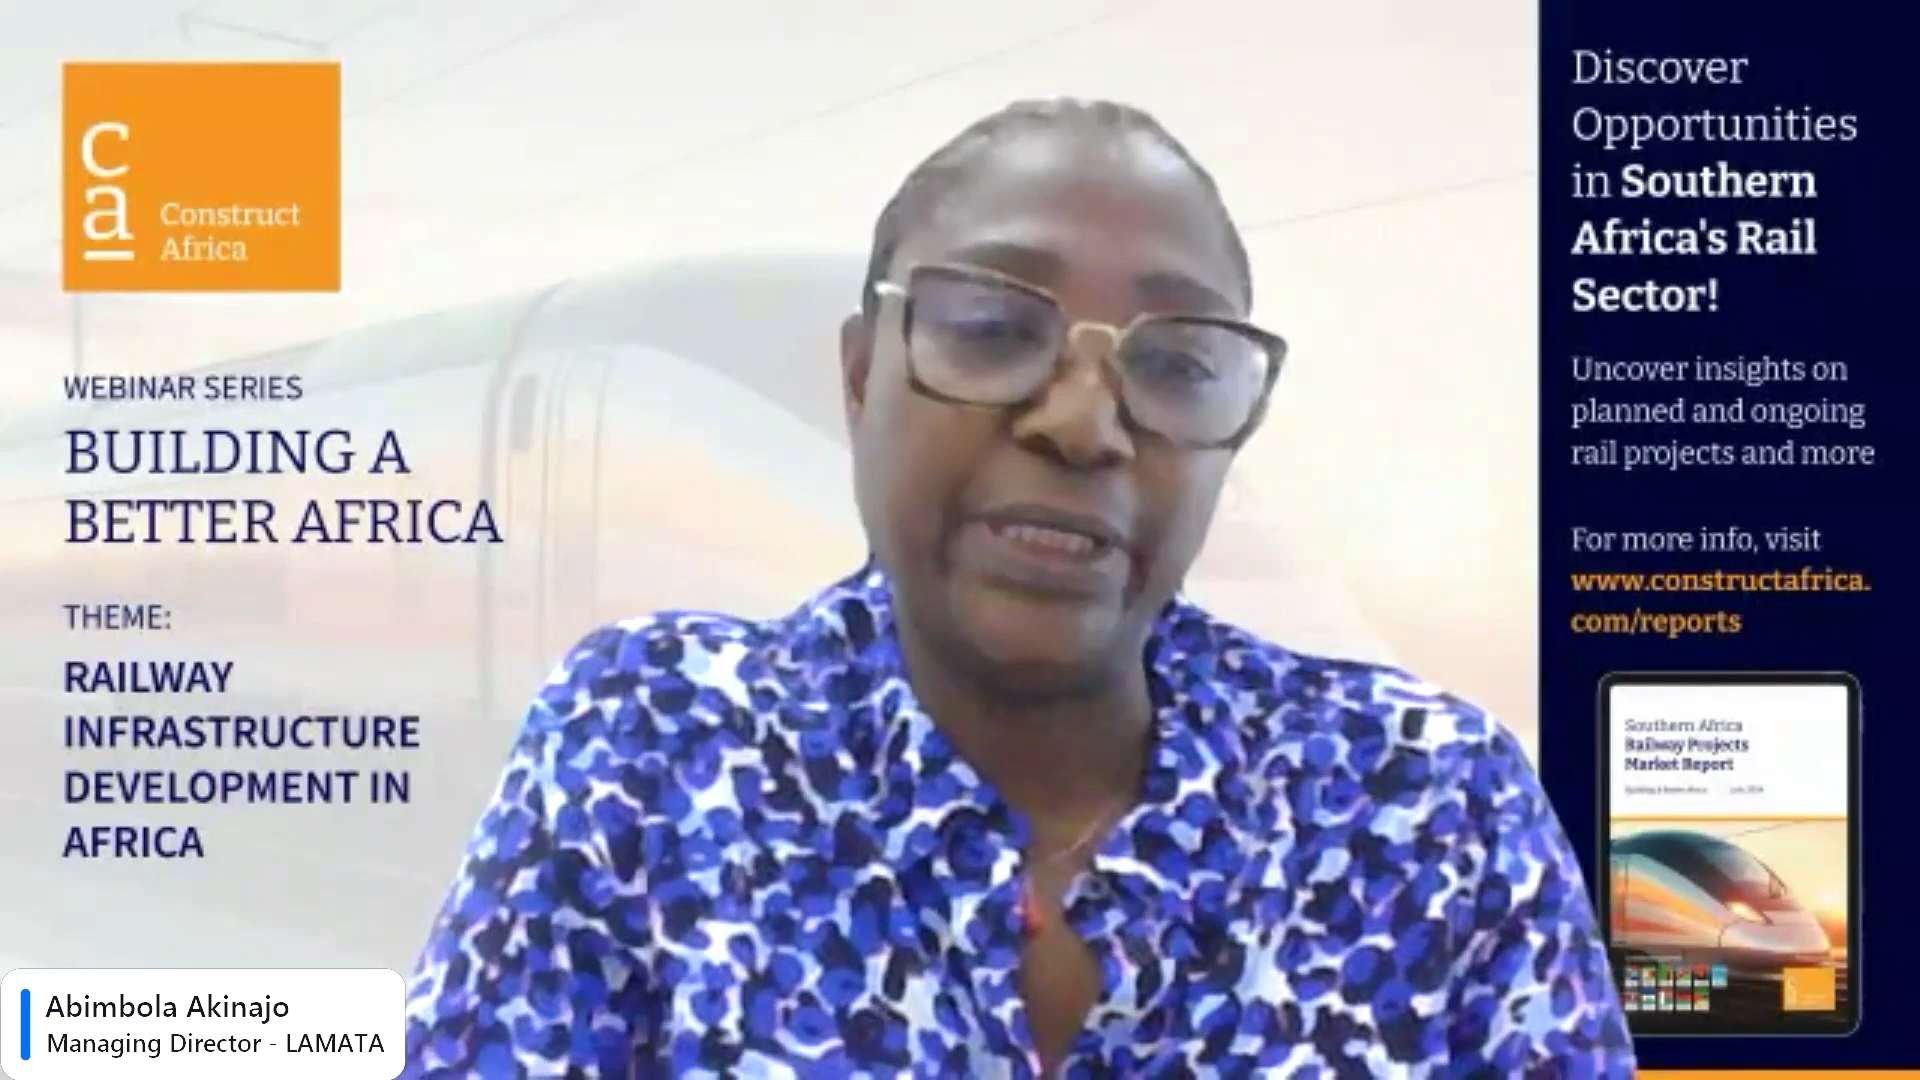 ca
Construct
Africa
WEBINAR SERIES
BUILDING A
BETTER AFRICA
THEME:
RAILWAY
INFRASTRUCTURE
DEVELOPMENT IN
AFRICA
Abimbola Akinajo
Managing Director - LAMATA
Discover
Opportunities
in Southern
Africa's Rail
Sector!
Uncover insights on
planned and ongoing
rail projects and more
For more info, visit
www.constructafrica.
com/reports
Southern Africa
Railway Projects
Market Report